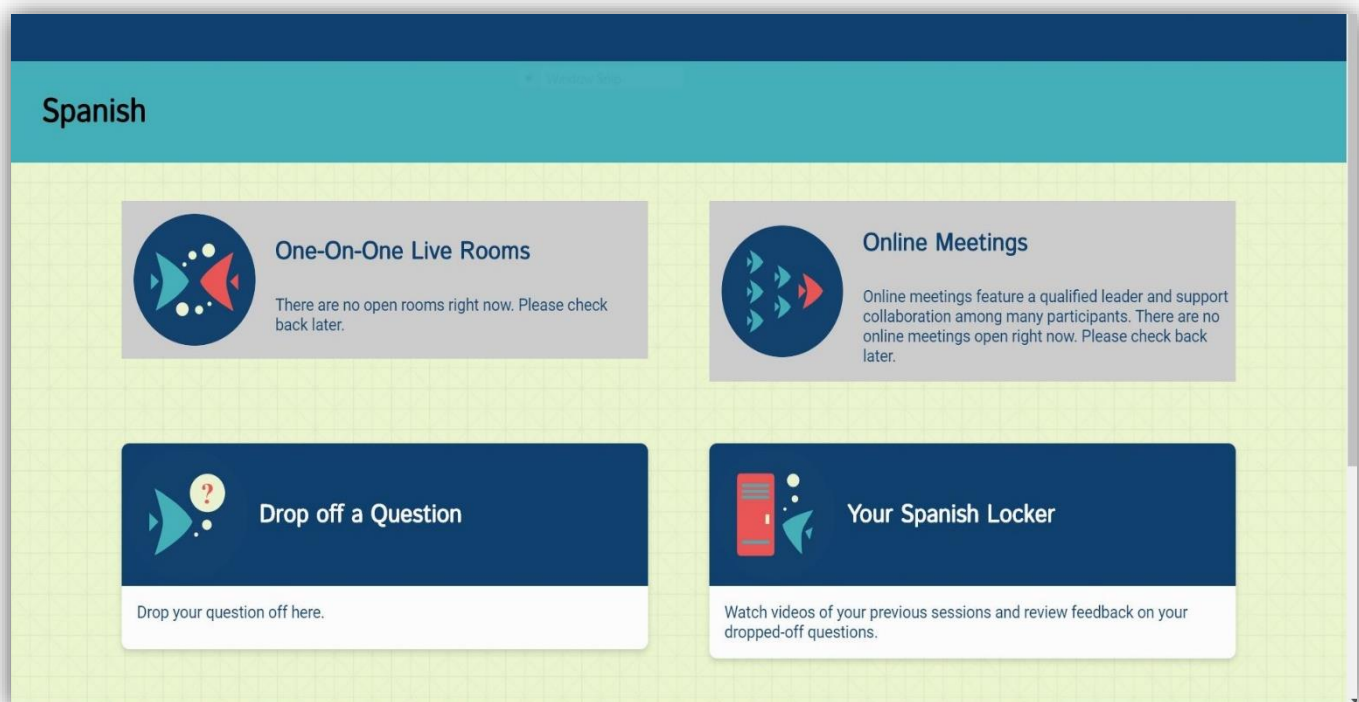 Spanish
One-On-One Live Rooms
There are no open rooms right now. Please check
back later.
Online Meetings
Online meetings feature a qualified leader and support
collaboration among many participants. There are no
online meetings open right now. Please check back
later.
?
Drop off a Question
Drop your question off here.
Your Spanish Locker
Watch videos of your previous sessions and review feedback on your
dropped-off questions.